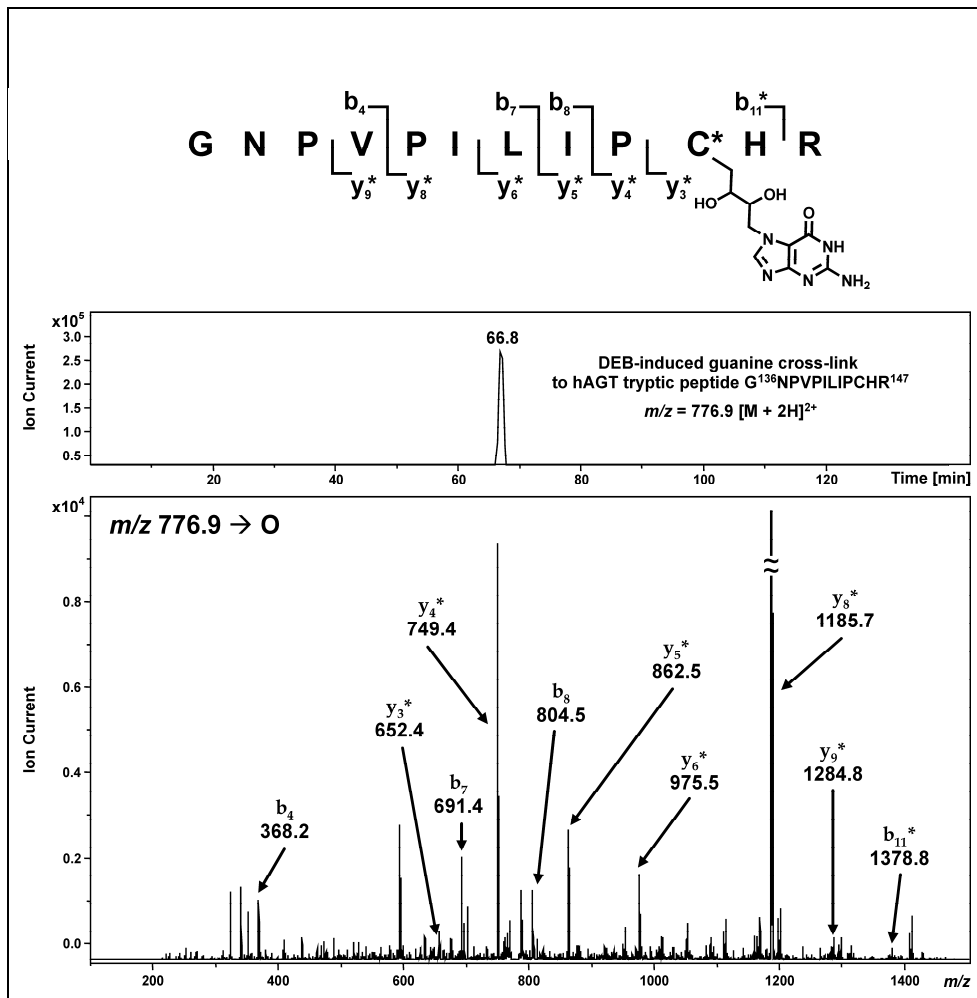 b₄ b₇ b₈ b₁₁*
G N P V P I L I P C* H R
y₉* y₈* y₆* y₅* y₄* y₃*
HO OH
O
N NH
N N NH₂
x10⁵
3.0
2.5
2.0
1.5
1.0
0.5
Ion Current
66.8
DEB-induced guanine cross-link
to hAGT tryptic peptide G¹³⁶NPVPILIPCHR¹⁴⁷
m/z = 776.9 [M + 2H]²⁺
20 40 60 80 100 120 Time [min]
x10⁴
0.8
0.6
0.4
0.2
0.0
Ion Current
m/z 776.9 → O
≈
y₈*
1185.7
y₄*
749.4
y₅*
862.5
b₈
804.5
y₃*
652.4
y₆*
975.5
y₉*
1284.8
b₇
691.4
b₄
368.2
b₁₁*
1378.8
200 400 600 800 1000 1200 1400 m/z